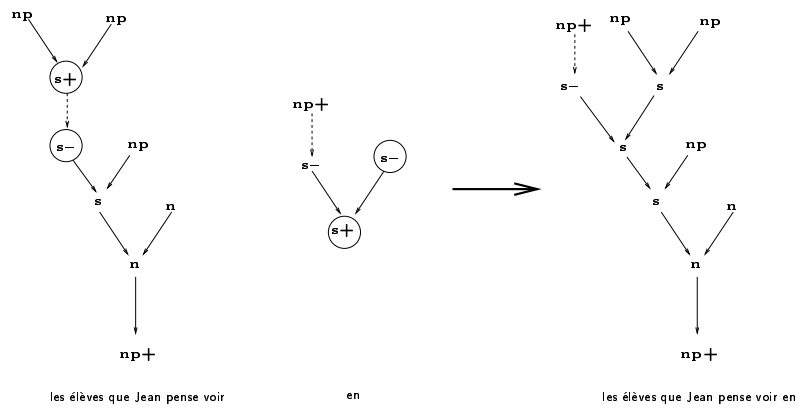 np np
s+
s-
np
s
n
n
np+
les élèves que Jean pense voir
np+
s-
s-
s+
en
np+ np np
s- s
s
np
s
n
n
np+
les élèves que Jean pense voir en